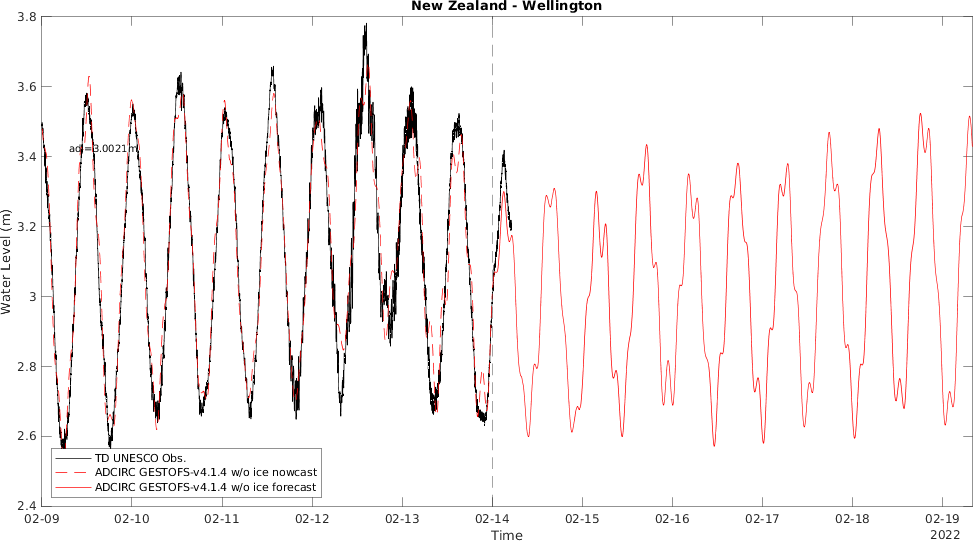 New Zealand - Wellington
Water Level (m)
3.8
3.6
3.4
3.2
3
2.8
2.6
2.4
adj=3.0021m
TD UNESCO Obs.
ADCIRC GESTOFS-v4.1.4 w/o ice nowcast
ADCIRC GESTOFS-v4.1.4 w/o ice forecast
02-09 02-10 02-11 02-12 02-13 02-14 02-15 02-16 02-17 02-18 02-19
Time
2022